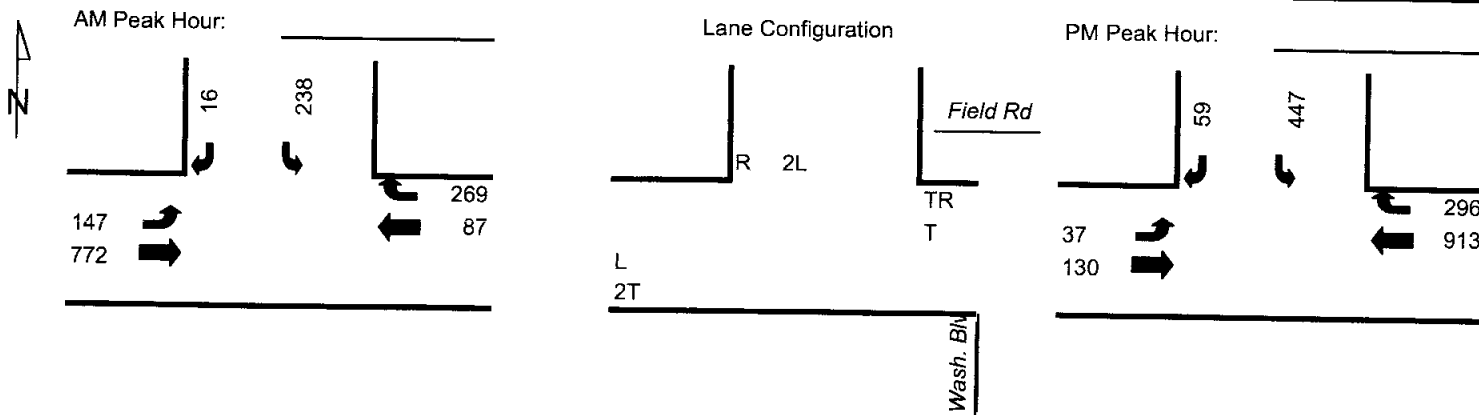 N
AM Peak Hour:
16
238
269
87
147
772
Lane Configuration
Field Rd
R 2L
TR
T
L
2T
Wash. Blv
PM Peak Hour:
59
447
296
913
37
130